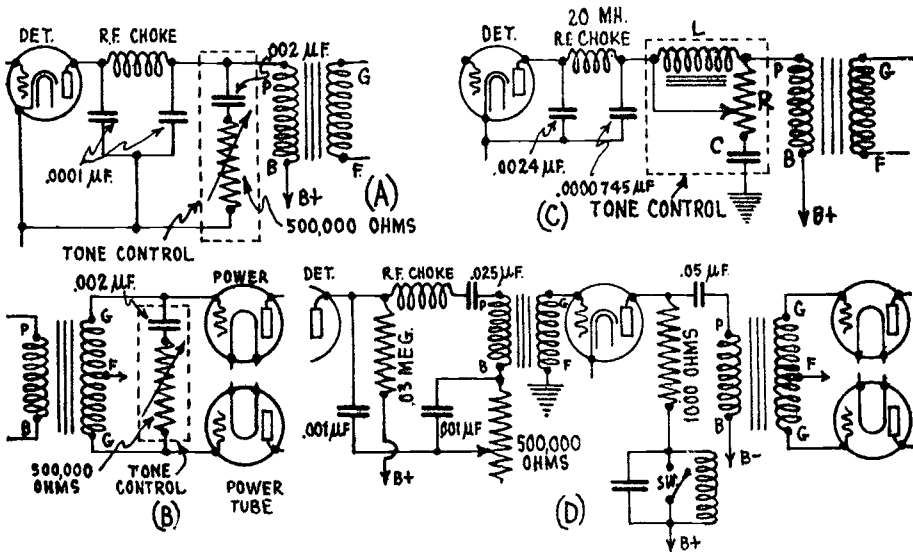 DET.
R.F. CHOKE
.002 µF.
P
G
.0001 µF.
B
F
B+
(A)
500,000 OHMS
TONE CONTROL
20 MH.
R.F. CHOKE
L
DET.
P
G
R
C
.0024 µF.
.0000745 µF
B
F
(C)
TONE CONTROL
B+
.002 µF.
POWER
P
G
F
B
G
500,000
OHMS
TONE
CONTROL
POWER
TUBE
(B)
DET.
R.F. CHOKE
.025 µF.
P
G
.03 MEG.
B
F
.001 µF
.001 µF
500,000
OHMS
B+
.05 µF.
P
G
1000 OHMS
F
B
G
B-
SW.
(D)
B+